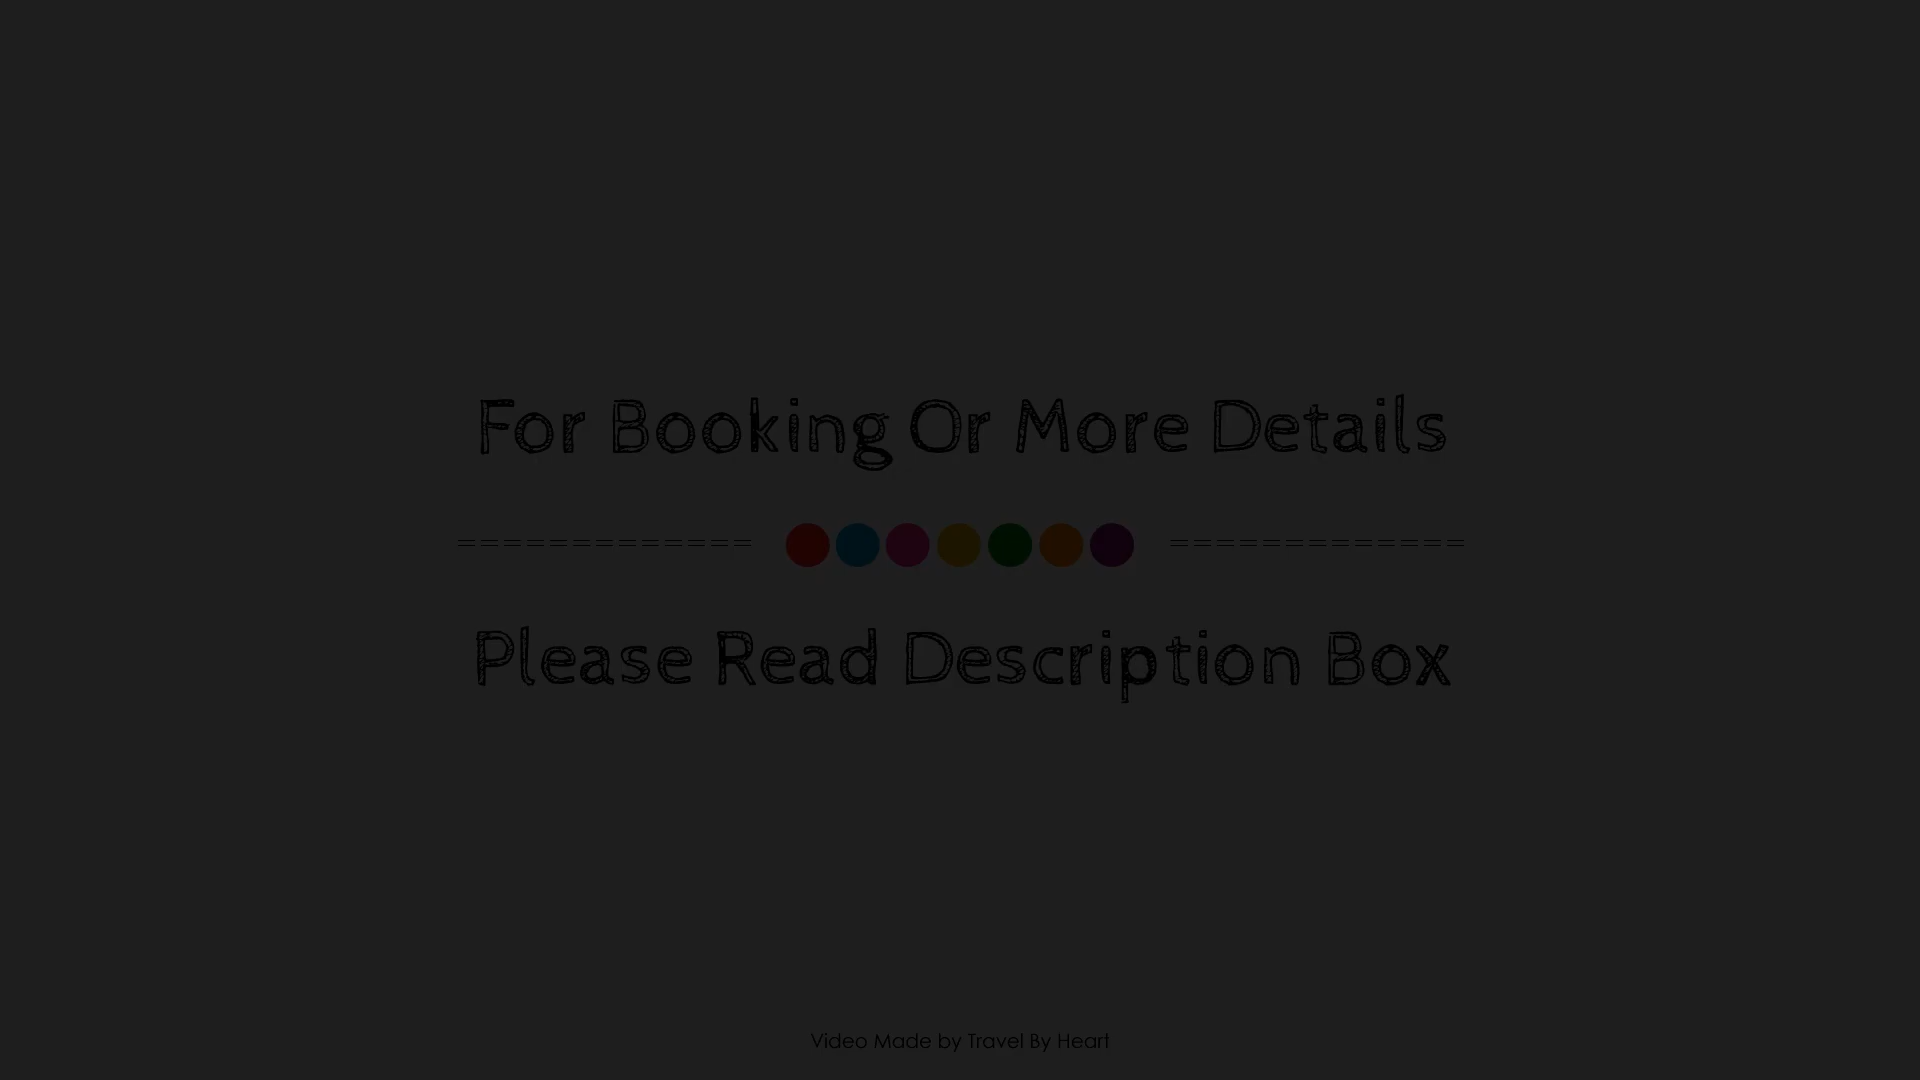 For Booking Or More Details
============= =============
Please Read Description Box
Video Made by Travel By Heart